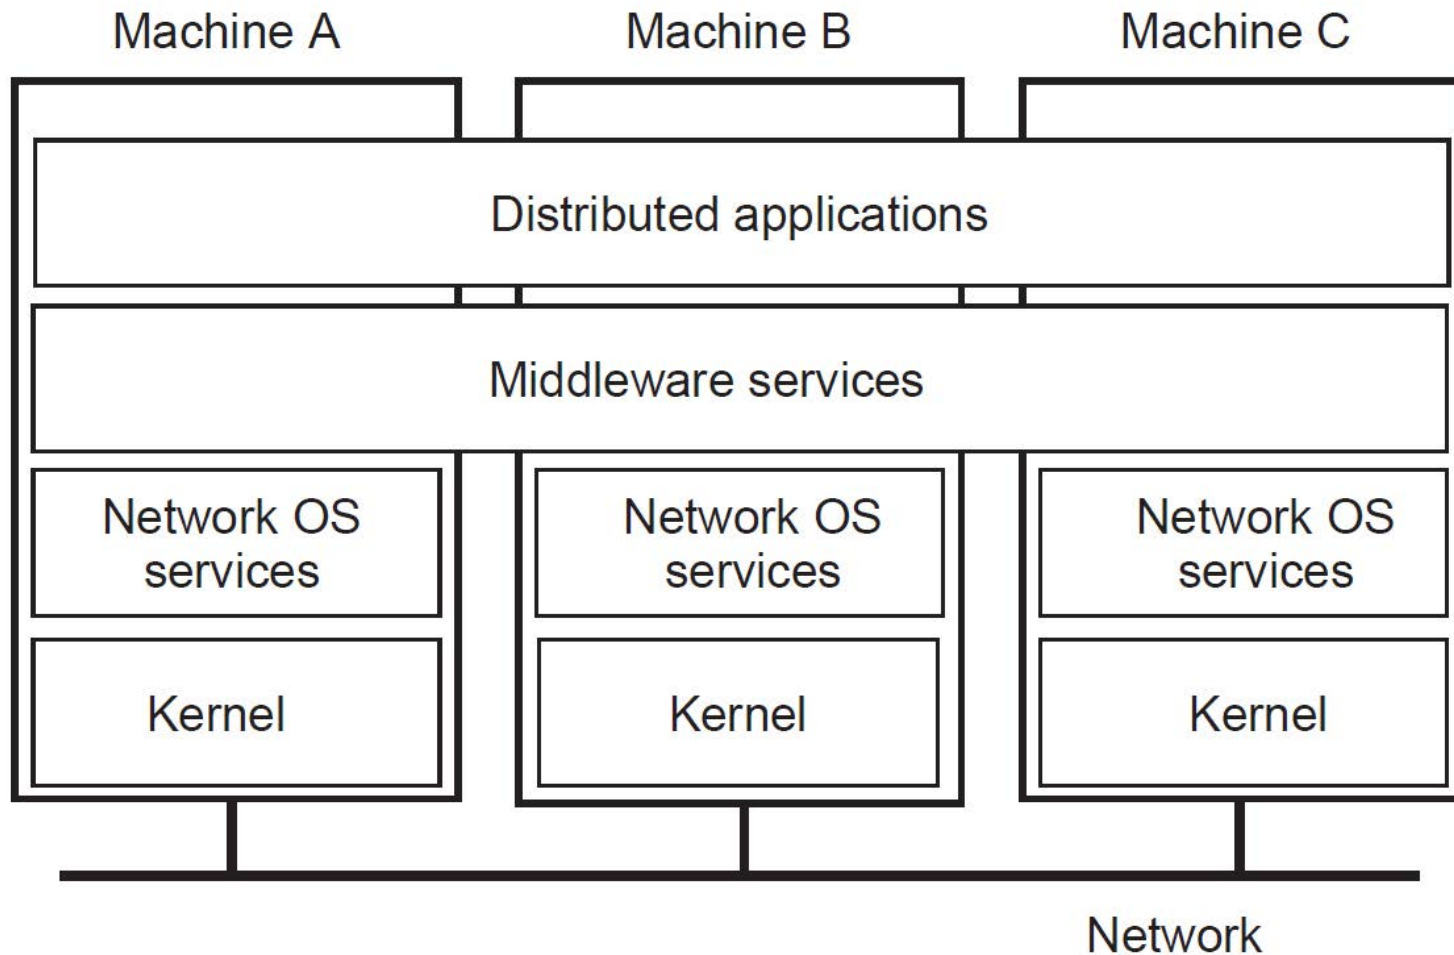 Machine A
Machine B
Machine C
Distributed applications
Middleware services
Network OS
services
Network OS
services
Network OS
services
Kernel
Kernel
Kernel
Network